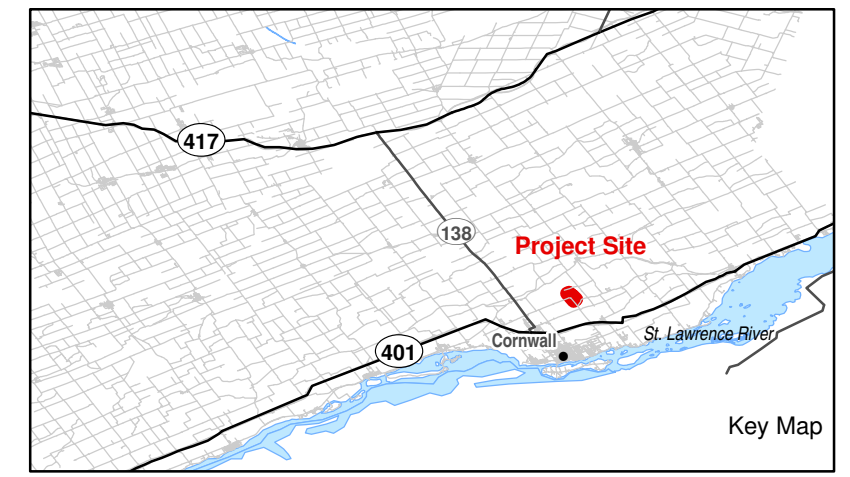 417
138
Project Site
St. Lawrence River
Cornwall
401
Key Map